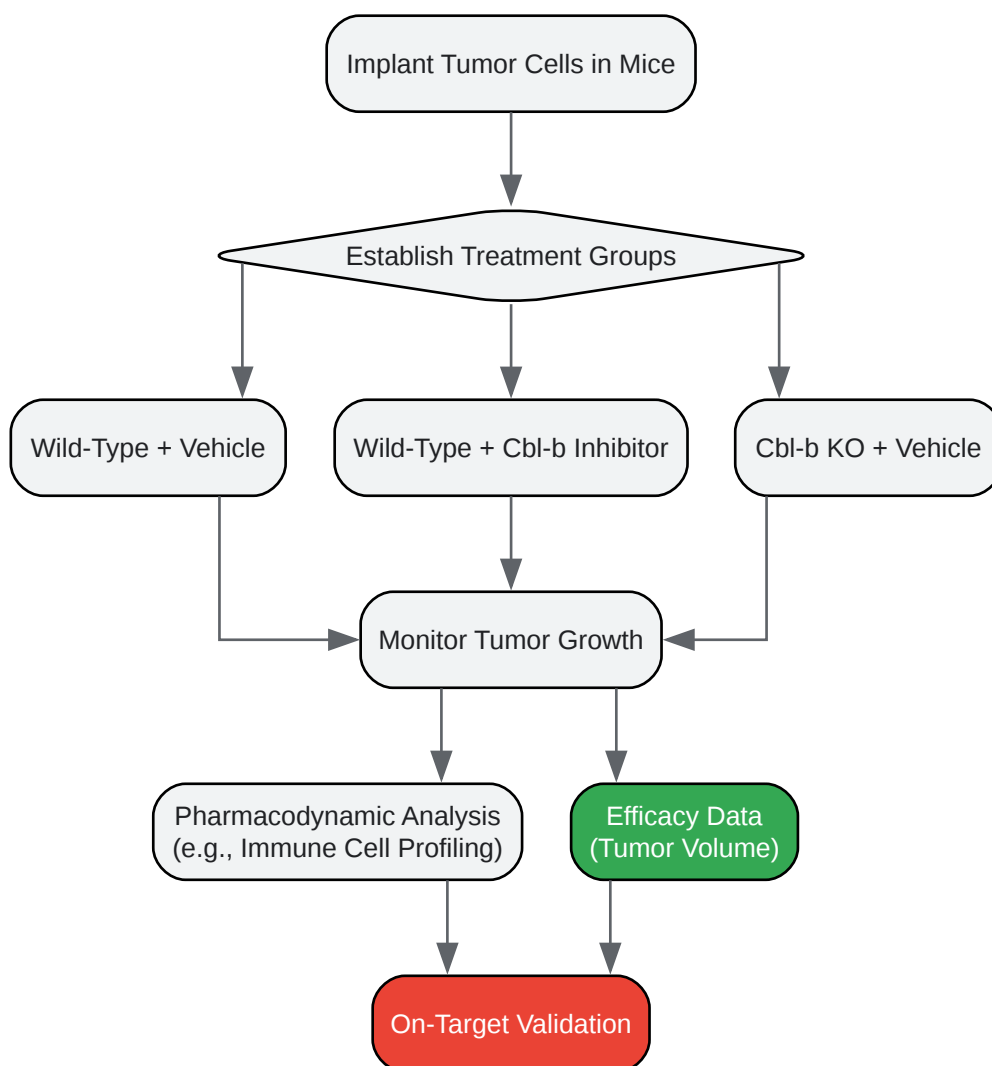 Implant Tumor Cells in Mice
Establish Treatment Groups
Wild-Type + Vehicle
Wild-Type + Cbl-b Inhibitor
Cbl-b KO + Vehicle
Monitor Tumor Growth
Pharmacodynamic Analysis
(e.g., Immune Cell Profiling)
Efficacy Data
(Tumor Volume)
On-Target Validation